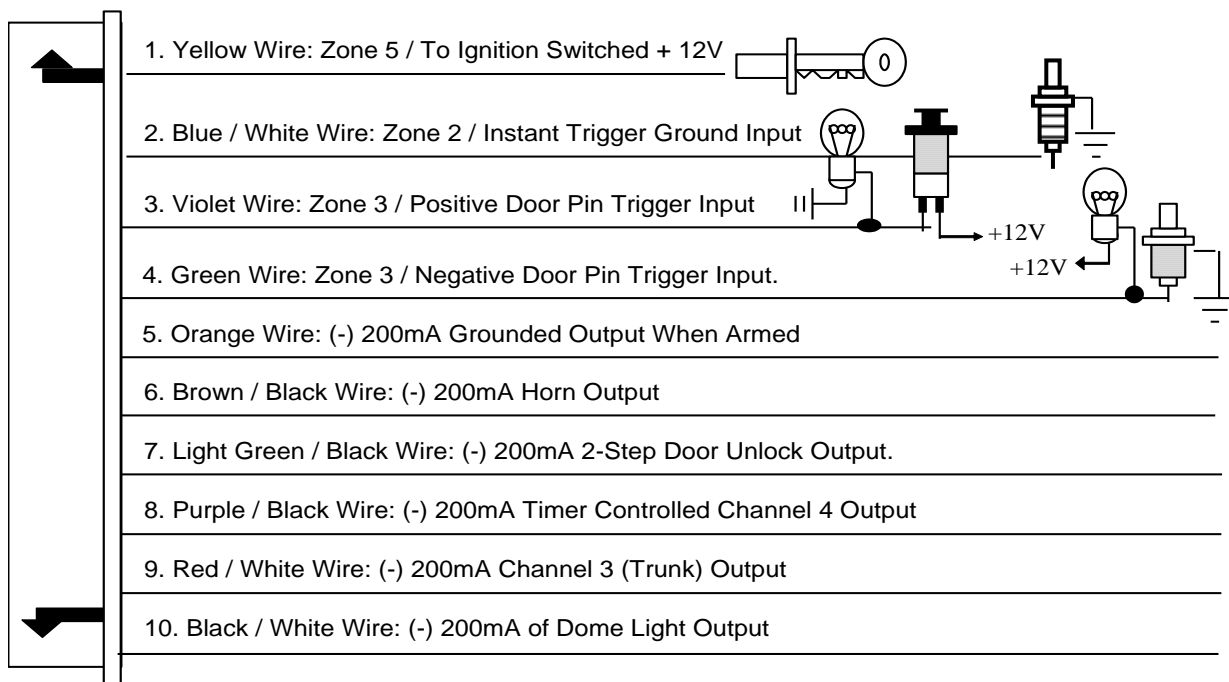 1. Yellow Wire: Zone 5 / To Ignition Switched + 12V
2. Blue / White Wire: Zone 2 / Instant Trigger Ground Input
3. Violet Wire: Zone 3 / Positive Door Pin Trigger Input
+12V
+12V
4. Green Wire: Zone 3 / Negative Door Pin Trigger Input.
5. Orange Wire: (-) 200mA Grounded Output When Armed
6. Brown / Black Wire: (-) 200mA Horn Output
7. Light Green / Black Wire: (-) 200mA 2-Step Door Unlock Output.
8. Purple / Black Wire: (-) 200mA Timer Controlled Channel 4 Output
9. Red / White Wire: (-) 200mA Channel 3 (Trunk) Output
10. Black / White Wire: (-) 200mA of Dome Light Output